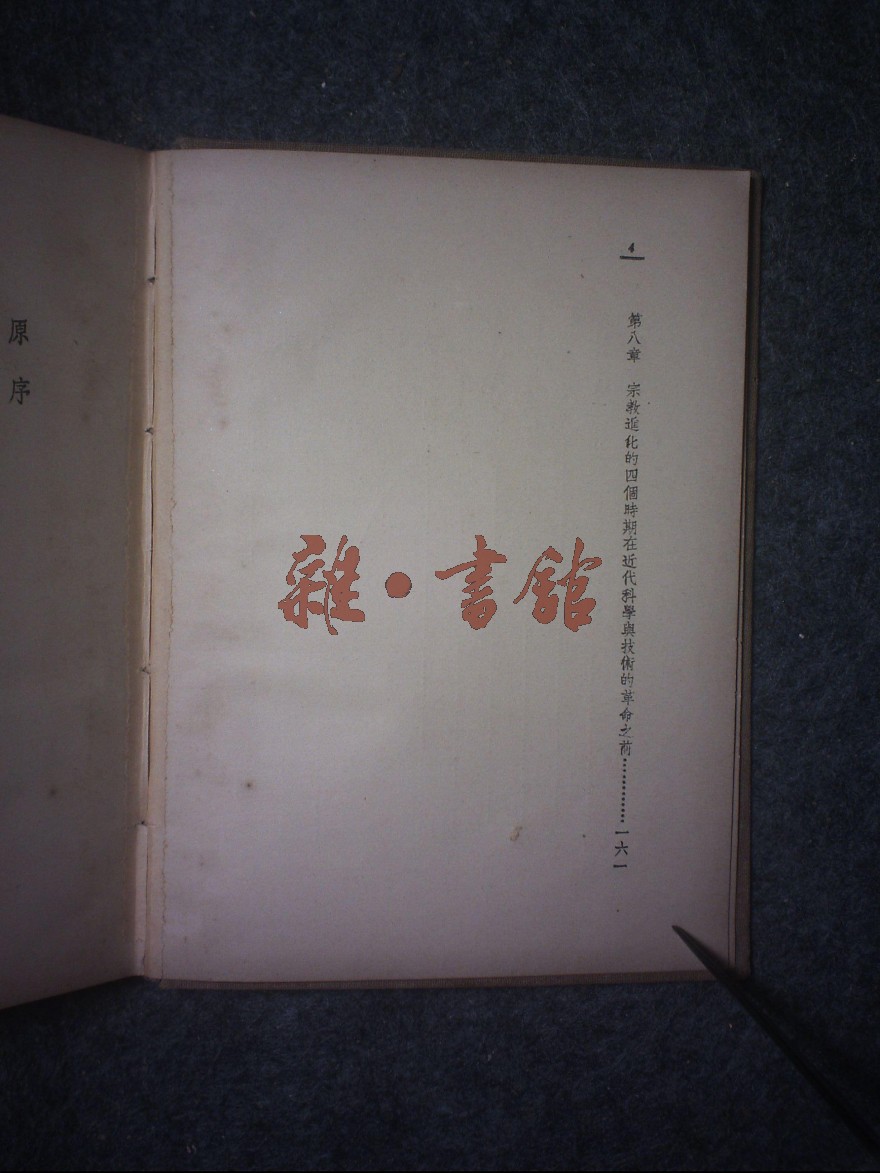 4
第八章　宗教進化的四個時期在近代科學與技術的革命之前…………一六一
雜·書館
原序